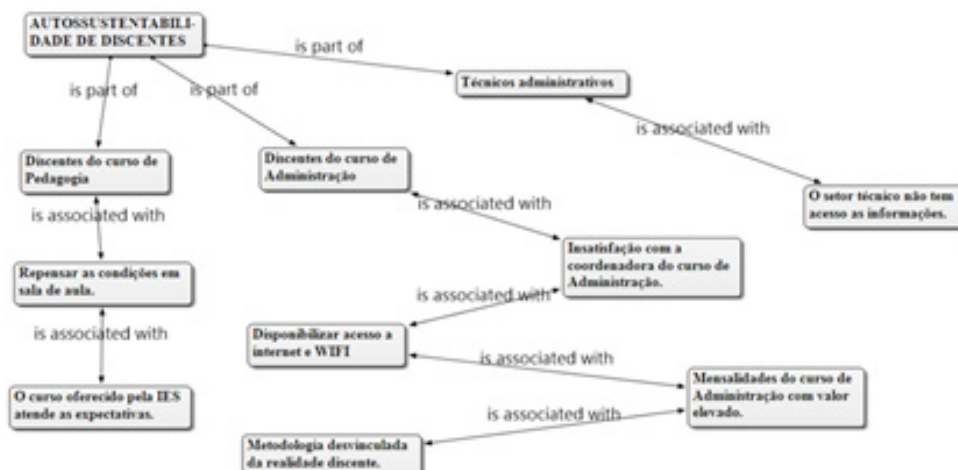 AUTOSSUSTENTABILI-
DADE DE DISCENTES
is part of
Técnicos administrativos
is part of
is part of
is associated with
Discentes do curso de
Pedagogia
Discentes do curso de
Administração
O setor técnico não tem
acesso as informações.
is associated with
is associated with
Insatisfação com a
coordenadora do curso de
Administração.
Repensar as condições em
sala de aula.
is associated with
is associated with
Disponibilizar acesso a
internet e WIFI
is associated with
Mensalidades do curso de
Administração com valor
elevado.
O curso oferecido pela IES
atende as expectativas.
is associated with
Metodologia desvinculada
da realidade discente.